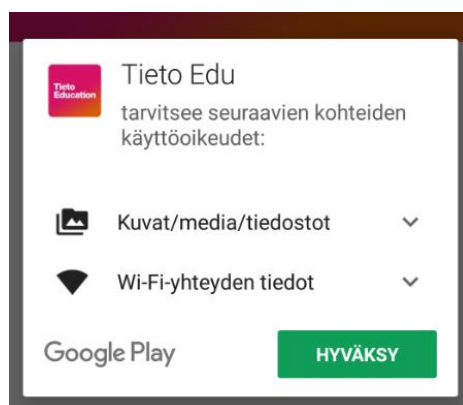 Tieto
Education
Tieto Edu
tarvitsee seuraavien kohteiden
käyttöoikeudet:
Kuvat/media/tiedostot
Wi-Fi-yhteyden tiedot
Google Play
HYVÄKSY